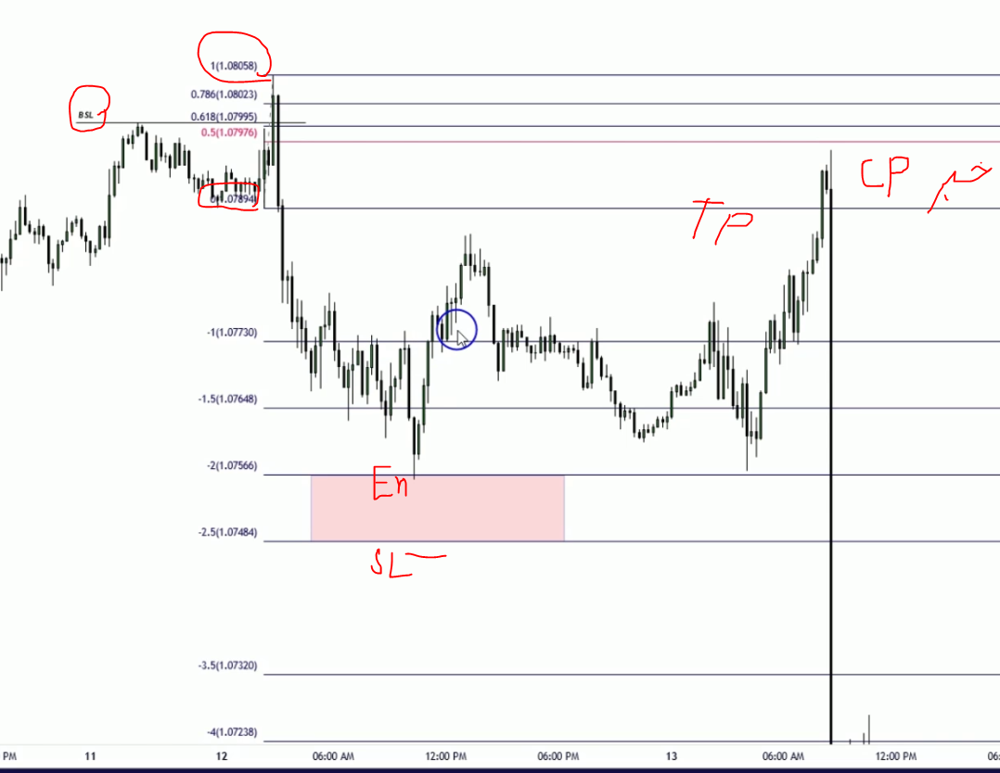 1(1.08058)
0.786(1.08023)
BSL
0.618(1.07995)
0.5(1.07976)
CP خبر
0(1.07894)
TP
-1(1.07730)
-1.5(1.07648)
-2(1.07566)
En
-2.5(1.07484)
SL
-3.5(1.07320)
-4(1.07238)
PM 11 12 06:00 AM 12:00 PM 06:00 PM 13 06:00 AM 12:00 PM 06: